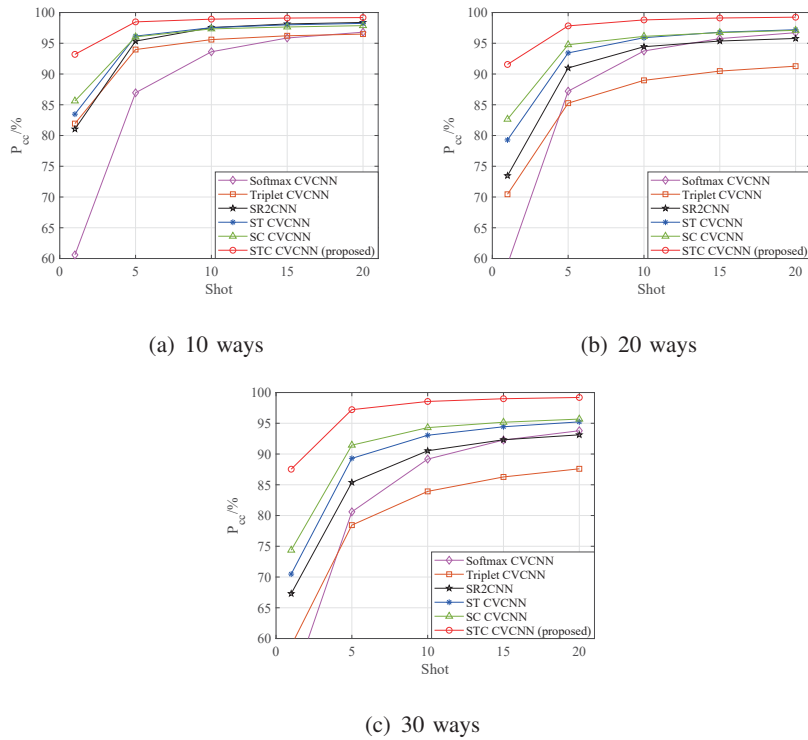 100
95
90
85
80
75
70
65
60
P_cc/%
0 5 10 15 20
Shot
Softmax CVCNN
Triplet CVCNN
SR2CNN
ST CVCNN
SC CVCNN
STC CVCNN (proposed)
(a) 10 ways
100
95
90
85
80
75
70
65
60
P_cc/%
0 5 10 15 20
Shot
Softmax CVCNN
Triplet CVCNN
SR2CNN
ST CVCNN
SC CVCNN
STC CVCNN (proposed)
(b) 20 ways
100
95
90
85
80
75
70
65
60
P_cc/%
0 5 10 15 20
Shot
Softmax CVCNN
Triplet CVCNN
SR2CNN
ST CVCNN
SC CVCNN
STC CVCNN (proposed)
(c) 30 ways